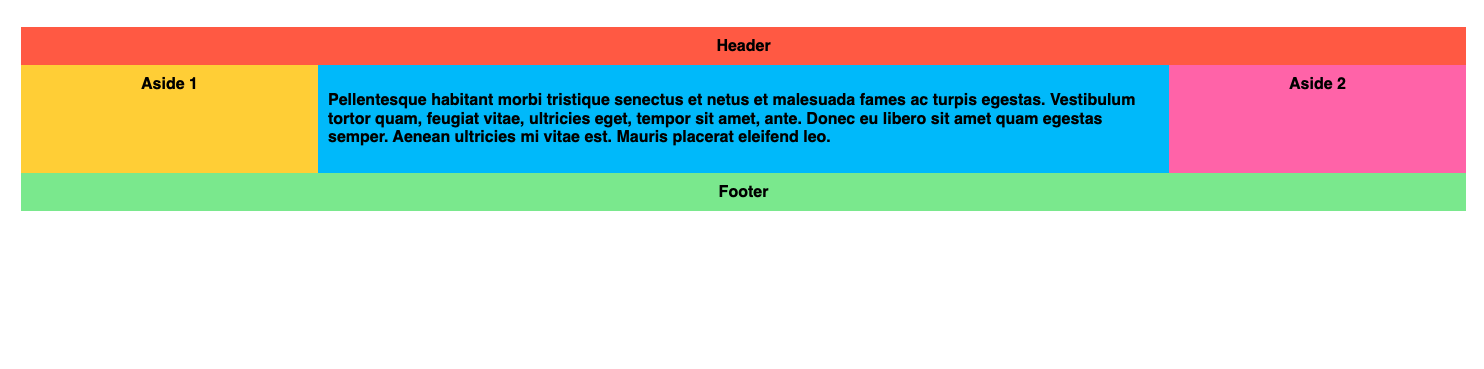 Header
Aside 1
Pellentesque habitant morbi tristique senectus et netus et malesuada fames ac turpis egestas. Vestibulum
tortor quam, feugiat vitae, ultricies eget, tempor sit amet, ante. Donec eu libero sit amet quam egestas
semper. Aenean ultricies mi vitae est. Mauris placerat eleifend leo.
Aside 2
Footer